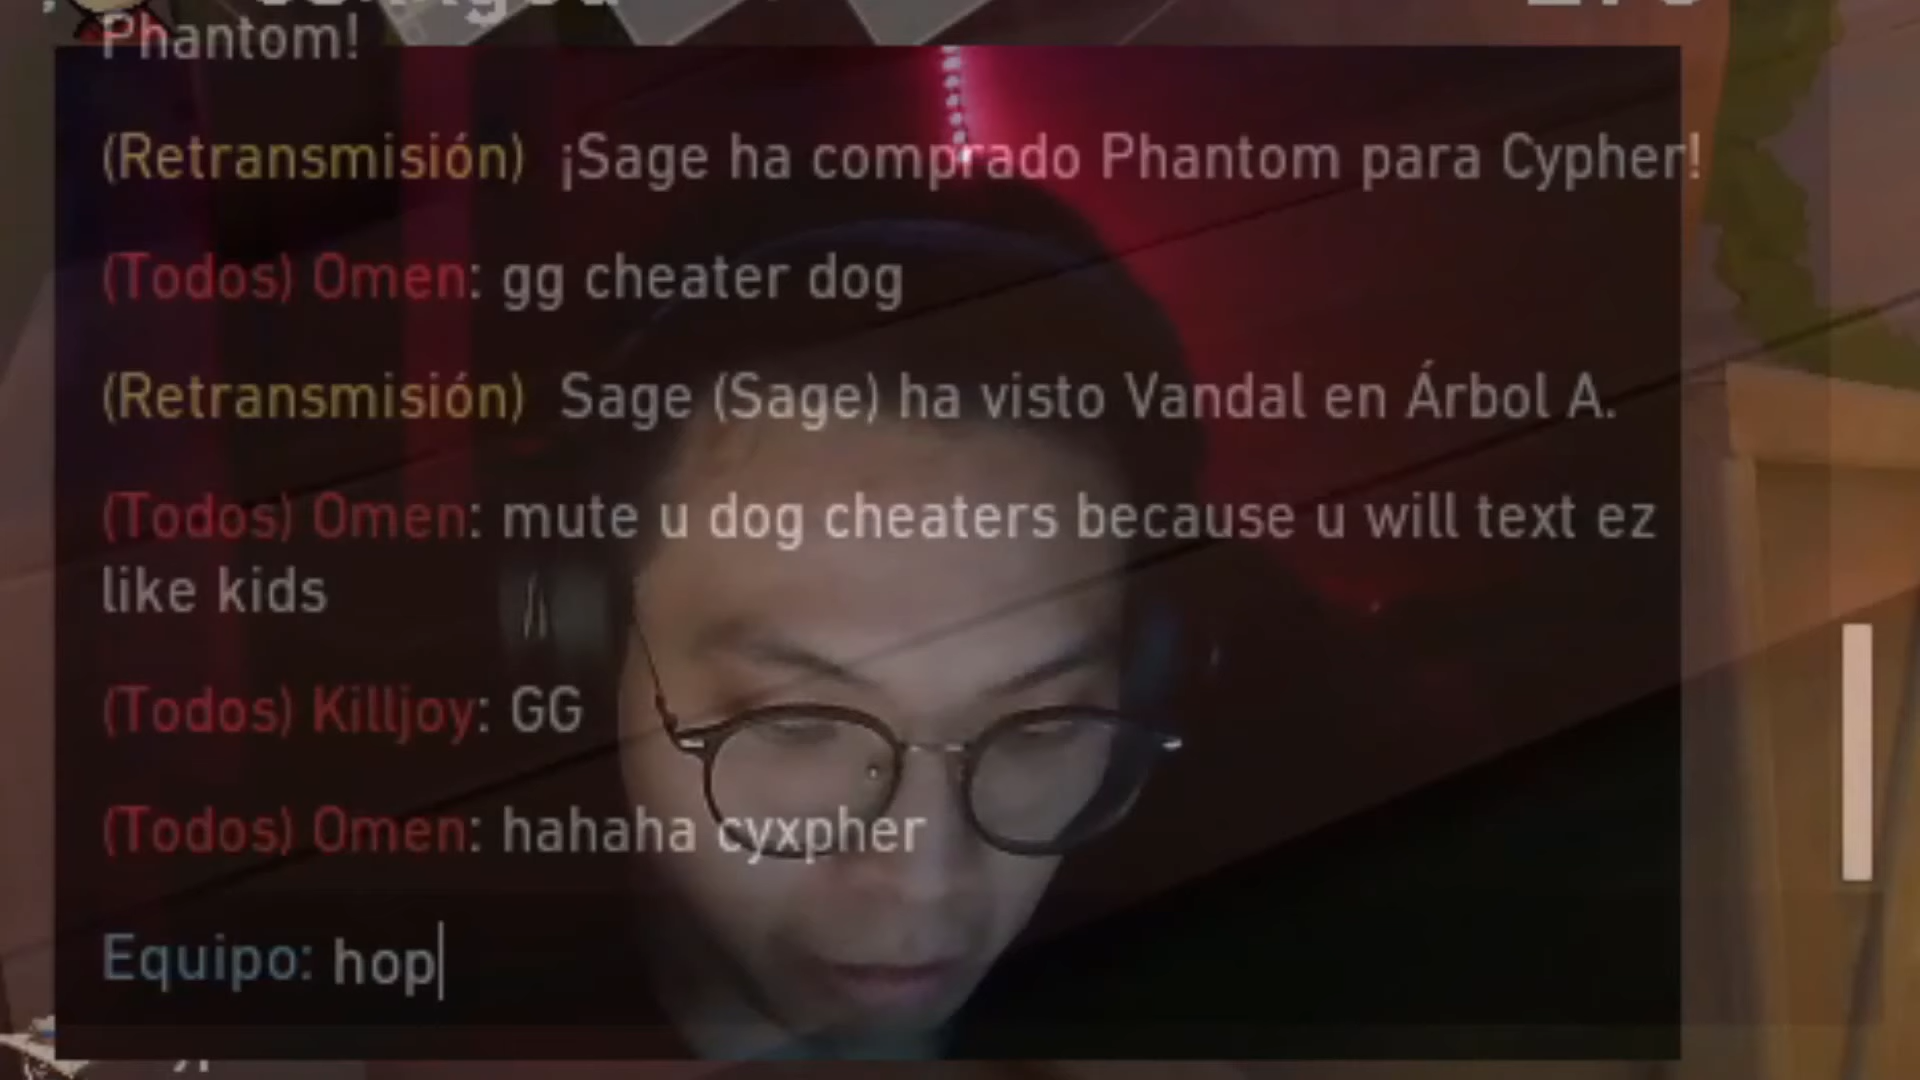 Phantom!
(Retransmisión) ¡Sage ha comprado Phantom para Cypher!
(Todos) Omen: gg cheater dog
(Retransmisión) Sage (Sage) ha visto Vandal en Árbol A.
(Todos) Omen: mute u dog cheaters because u will text ez
like kids
(Todos) Killjoy: GG
(Todos) Omen: hahaha cyxpher
Equipo: hop